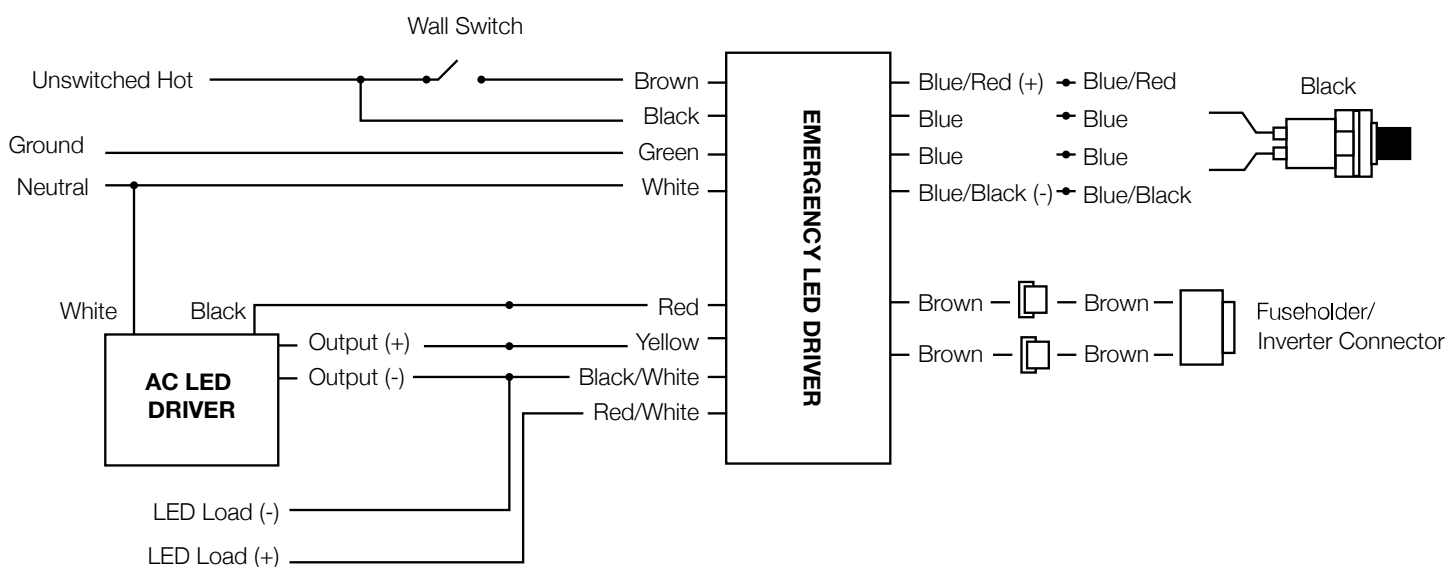 Wall Switch
Unswitched Hot
Brown
Black
Ground
Green
Neutral
White
White
Black
Red
Output (+)
Yellow
Output (-)
Black/White
Red/White
AC LED
DRIVER
LED Load (-)
LED Load (+)
EMERGENCY LED DRIVER
Blue/Red (+)
Blue/Red
Black
Blue
Blue
Blue
Blue
Blue/Black (-)
Blue/Black
Brown
Brown
Fuseholder/
Inverter Connector
Brown
Brown